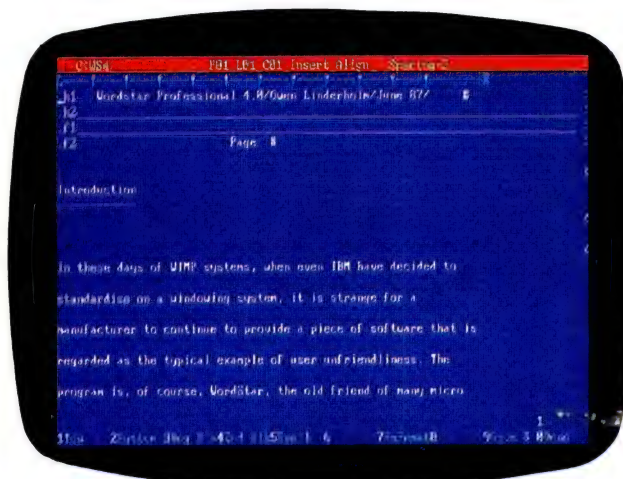 C:WS4 P01 L01 C01 Insert Align Spacing-2
.h1 Wordstar Professional 4.0/Owen Linderholm/June 87/ #
.h2
.f1
.f2 Page #
Introduction
In these days of WIMP systems, when even IBM have decided to
standardise on a windowing system, it is strange for a
manufacturer to continue to provide a piece of software that is
regarded as the typical example of user unfriendliness. The
program is, of course, WordStar, the old friend of many micro